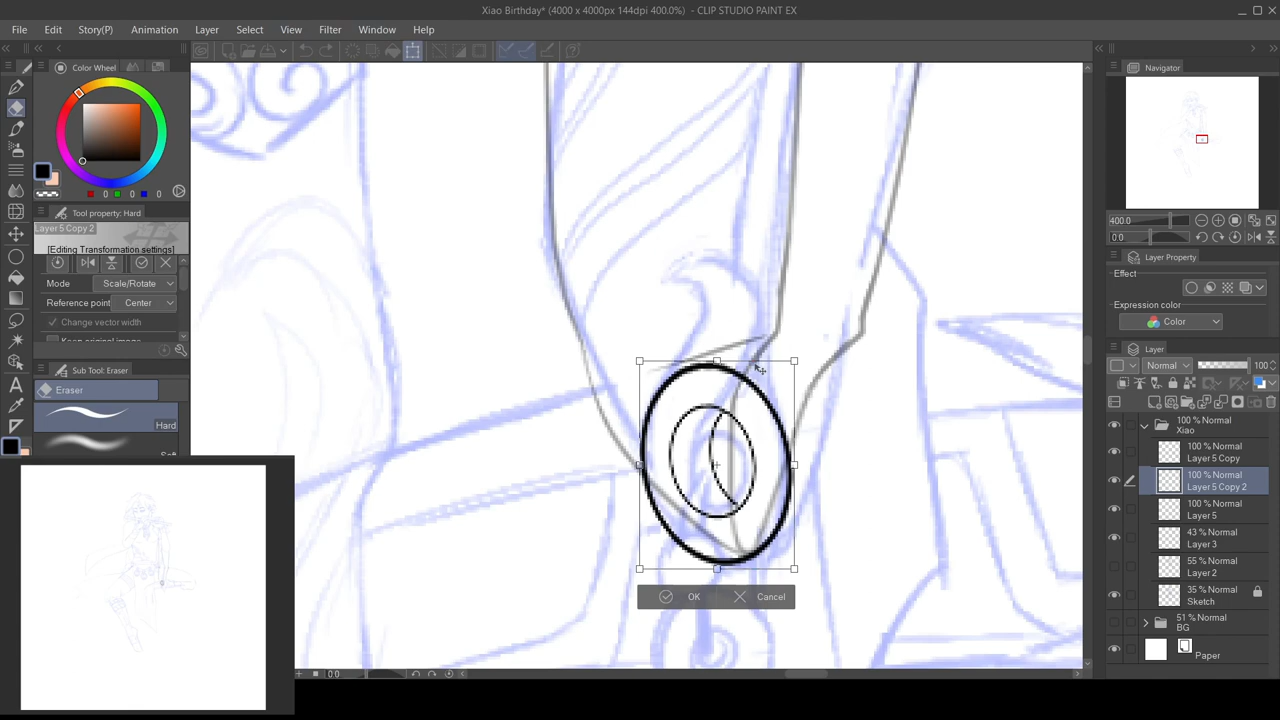 Xiao Birthday* (4000 x 4000px 144dpi 400.0%)  - CLIP STUDIO PAINT EX
File Edit Story(P) Animation Layer Select View Filter Window Help
Color Wheel
0 0 0
Tool property: Hard
Layer 5 Copy 2
[Editing Transformation settings]
Mode Scale/Rotate
Reference point Center
Change vector width
Sub Tool: Eraser
Eraser
Hard
OK Cancel
0.0
Navigator
400.0
0.0
Layer Property
Effect
Expression color
Color
Layer
Normal 100
100 % Normal
Xiao
100 % Normal
Layer 5 Copy
100 % Normal
Layer 5 Copy 2
100 % Normal
Layer 5
43 % Normal
Layer 3
55 % Normal
Layer 2
35 % Normal
Sketch
51 % Normal
BG
Paper